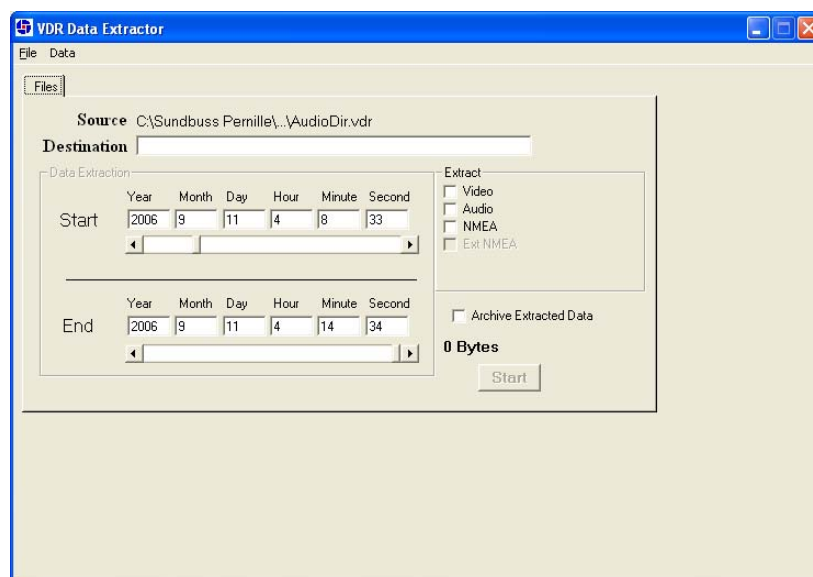 VDR Data Extractor
File Data
Files
Source C:\Sundbuss Pernille\...\AudioDir.vdr
Destination
Data Extraction
Year Month Day Hour Minute Second
Start 2006 9 11 4 8 33
Year Month Day Hour Minute Second
End 2006 9 11 4 14 34
Extract
Video
Audio
NMEA
Ext NMEA
Archive Extracted Data
0 Bytes
Start